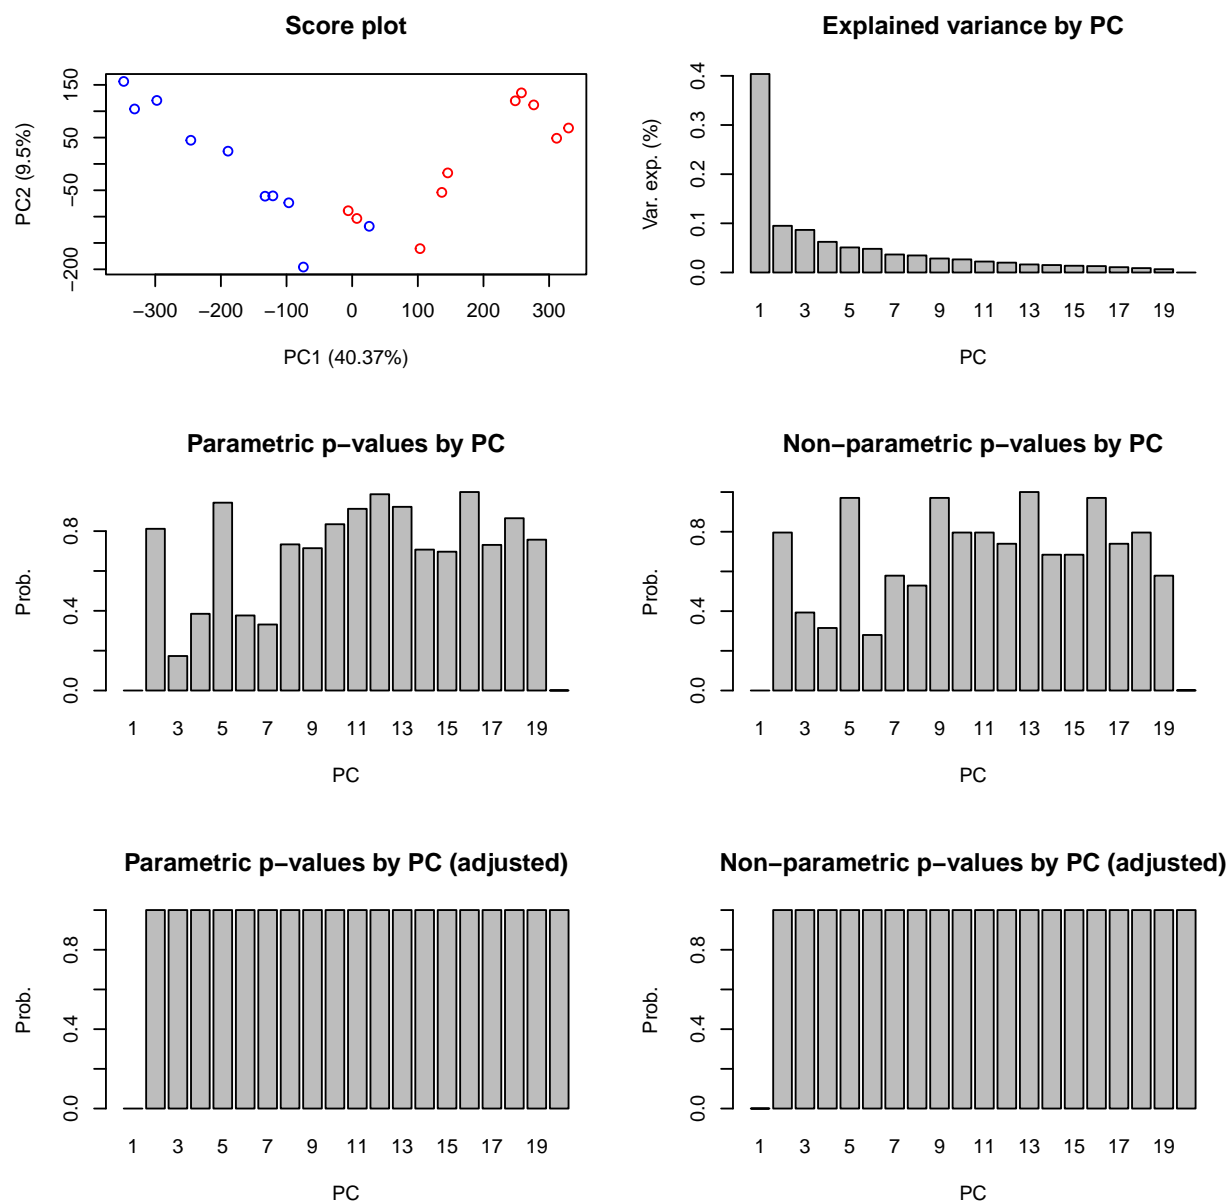 Score plot
PC2 (9.5%)
150
50
−50
−200
−300 −200 −100 0 100 200 300
PC1 (40.37%)
Explained variance by PC
Var. exp. (%)
0.4
0.3
0.2
0.1
0.0
1 3 5 7 9 11 13 15 17 19
PC
Parametric p−values by PC
Prob.
0.8
0.4
0.0
1 3 5 7 9 11 13 15 17 19
PC
Non−parametric p−values by PC
Prob.
0.8
0.4
0.0
1 3 5 7 9 11 13 15 17 19
PC
Parametric p−values by PC (adjusted)
Prob.
0.8
0.4
0.0
1 3 5 7 9 11 13 15 17 19
PC
Non−parametric p−values by PC (adjusted)
Prob.
0.8
0.4
0.0
1 3 5 7 9 11 13 15 17 19
PC